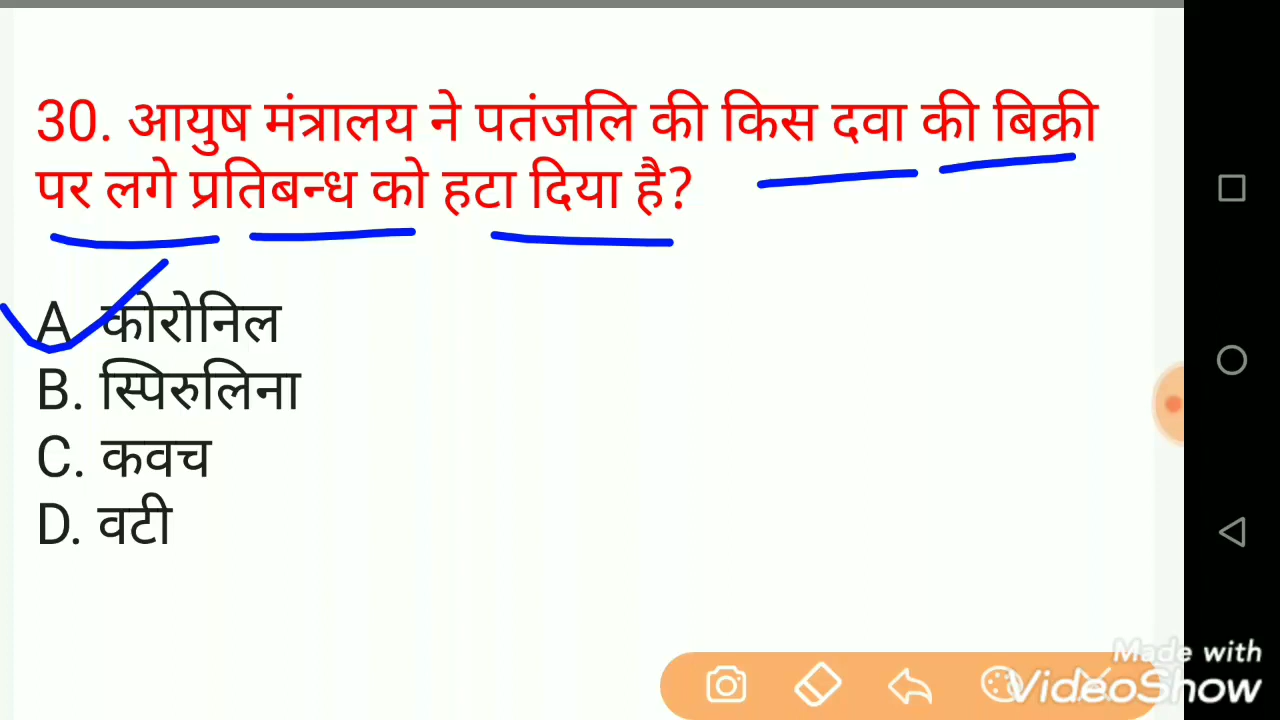 30. आयुष मंत्रालय ने पतंजलि की किस दवा की बिक्री
पर लगे प्रतिबन्ध को हटा दिया है?
A. कोरोनिल
B. स्पिरुलिना
C. कवच
D. वटी
Made with
VideoShow